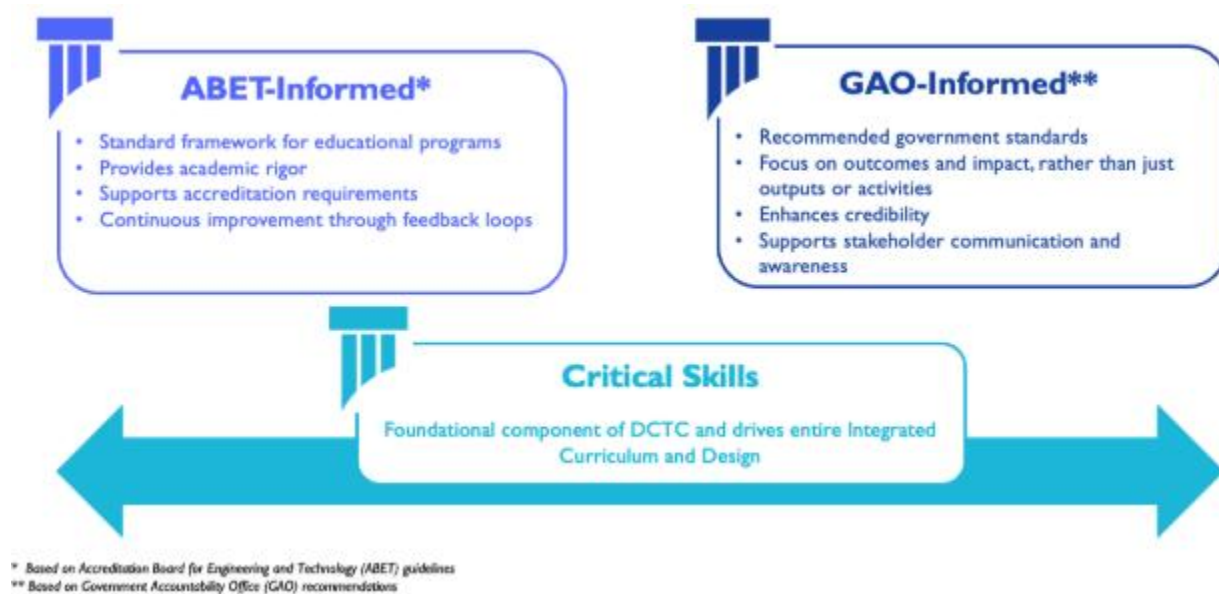 ABET-Informed*
• Standard framework for educational programs
• Provides academic rigor
• Supports accreditation requirements
• Continuous improvement through feedback loops
GAO-Informed**
• Recommended government standards
• Focus on outcomes and impact, rather than just
outputs or activities
• Enhances credibility
• Supports stakeholder communication and
awareness
Critical Skills
Foundational component of DCTC and drives entire Integrated
Curriculum and Design
* Based on Accreditation Board for Engineering and Technology (ABET) guidelines
** Based on Government Accountability Office (GAO) recommendations